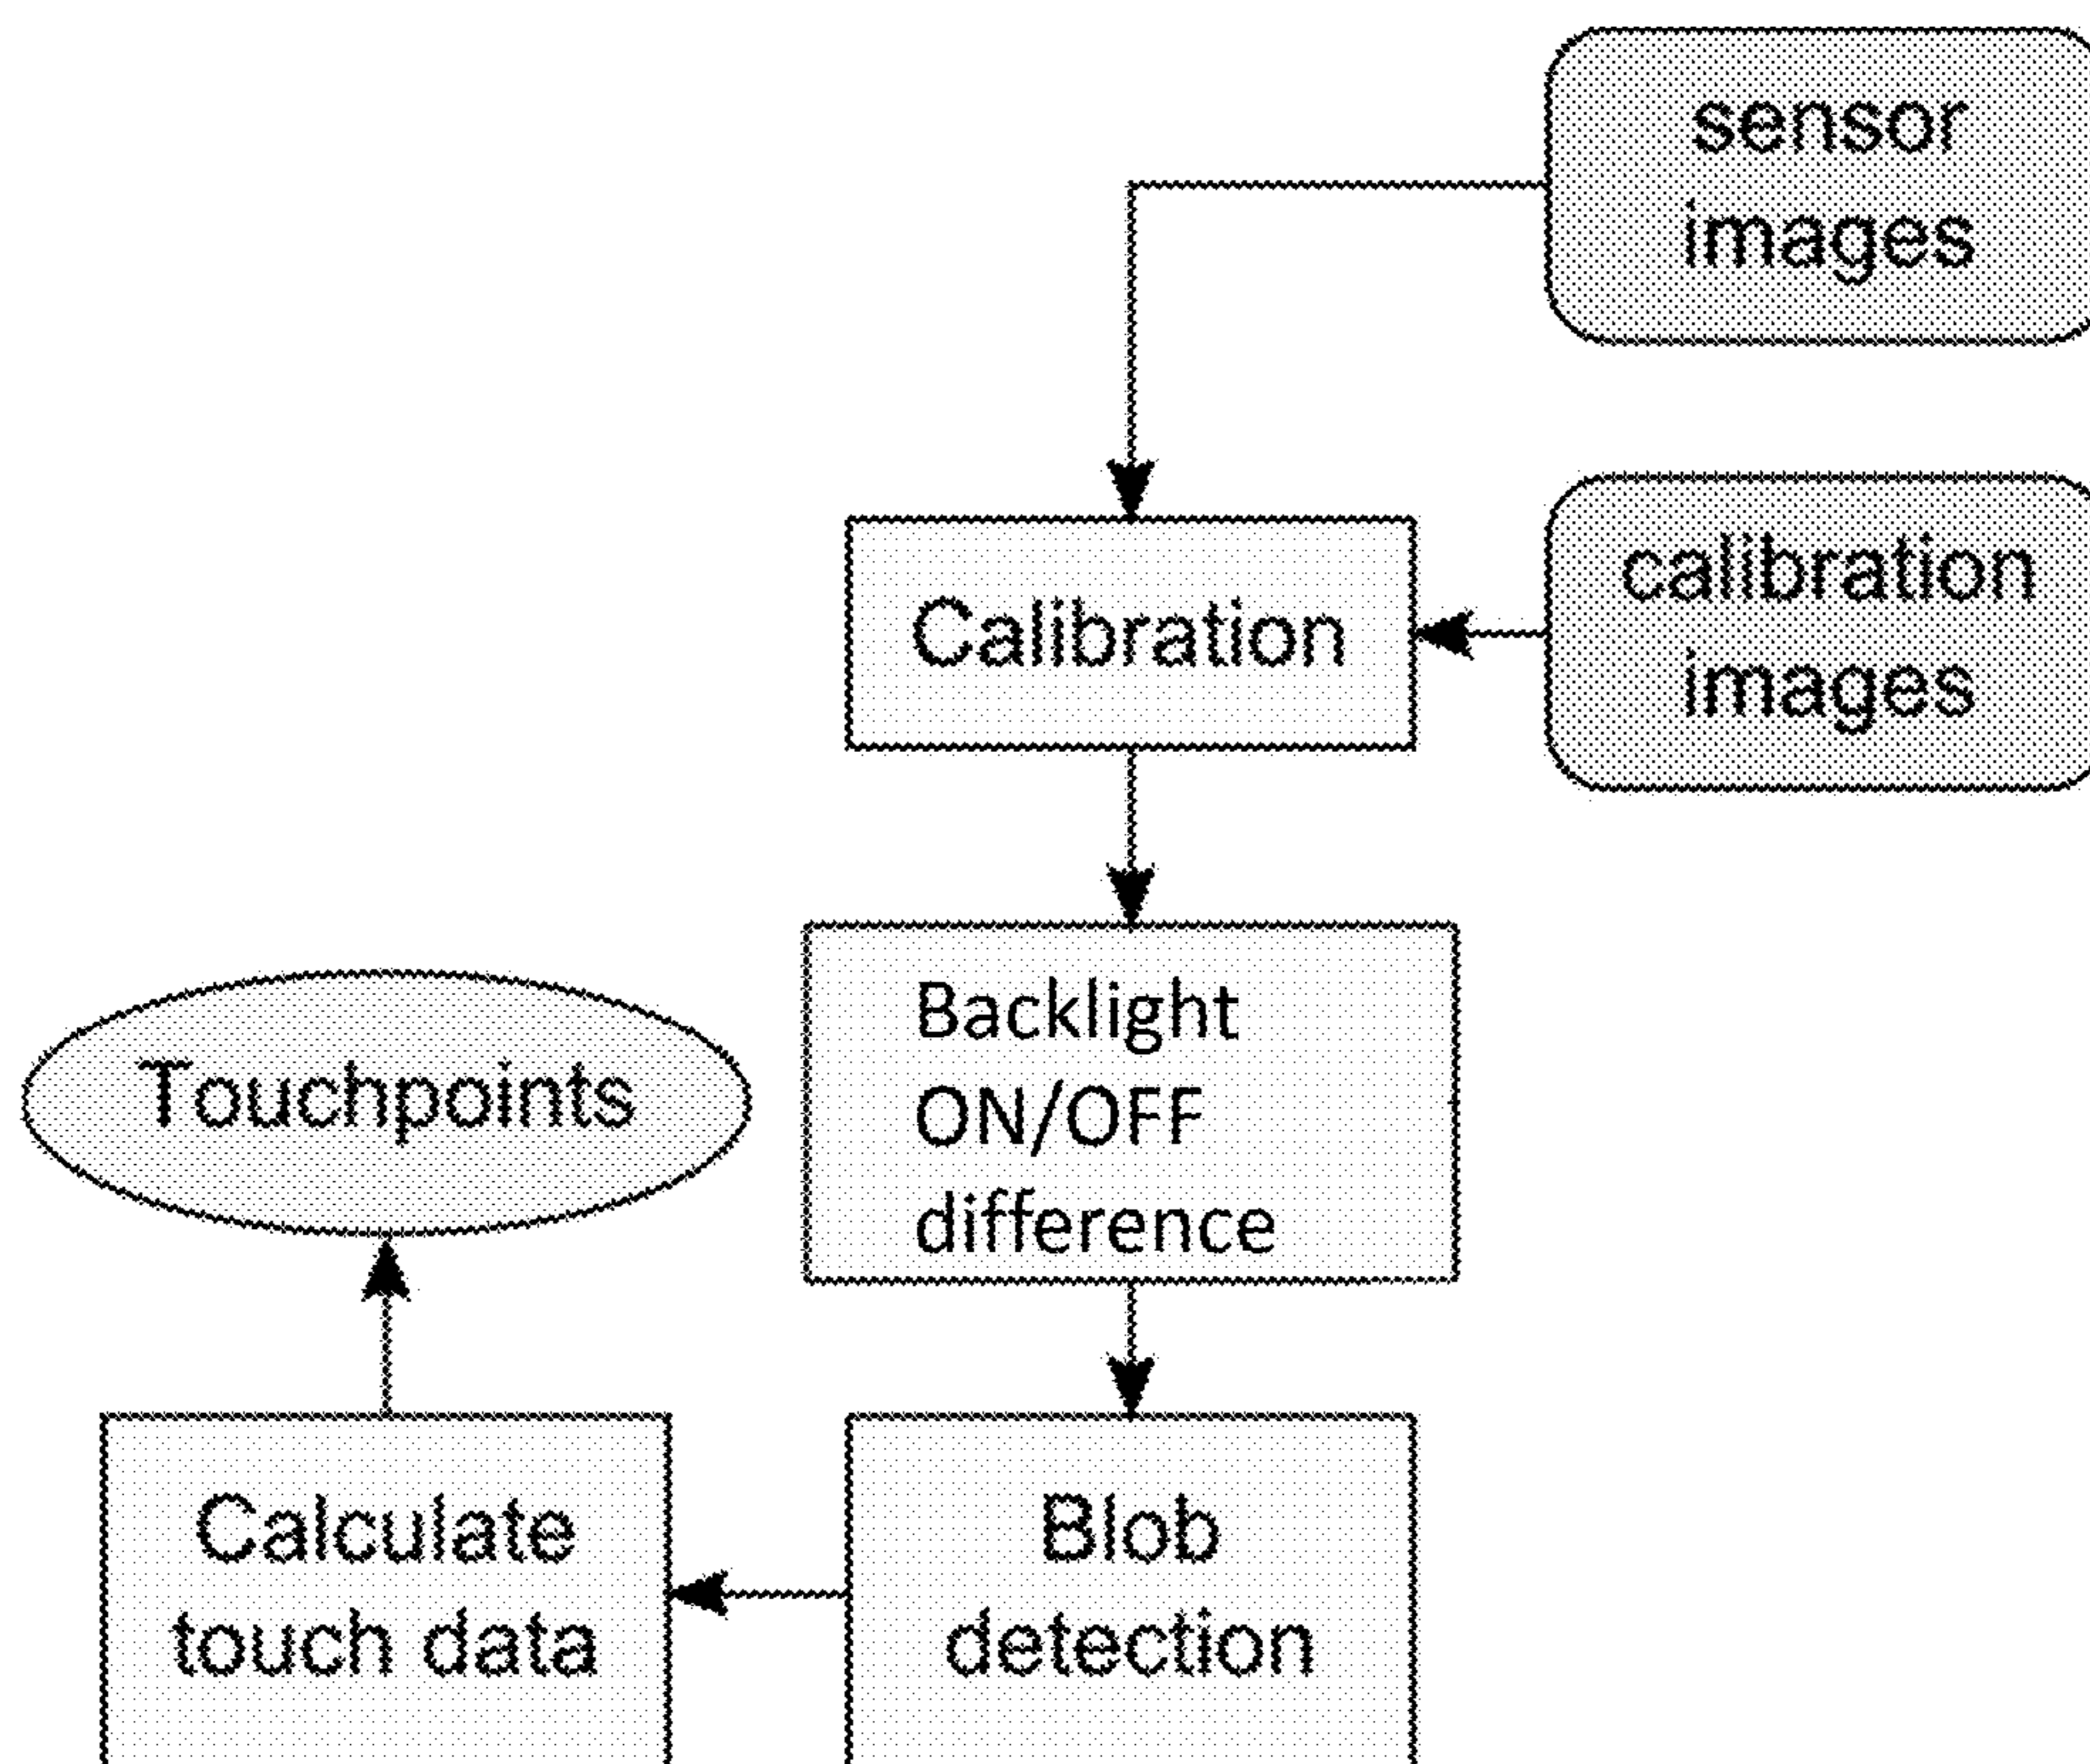 sensor
images
Calibration
calibration
images
Backlight
ON/OFF
difference
Touchpoints
Calculate
touch data
Blob
detection